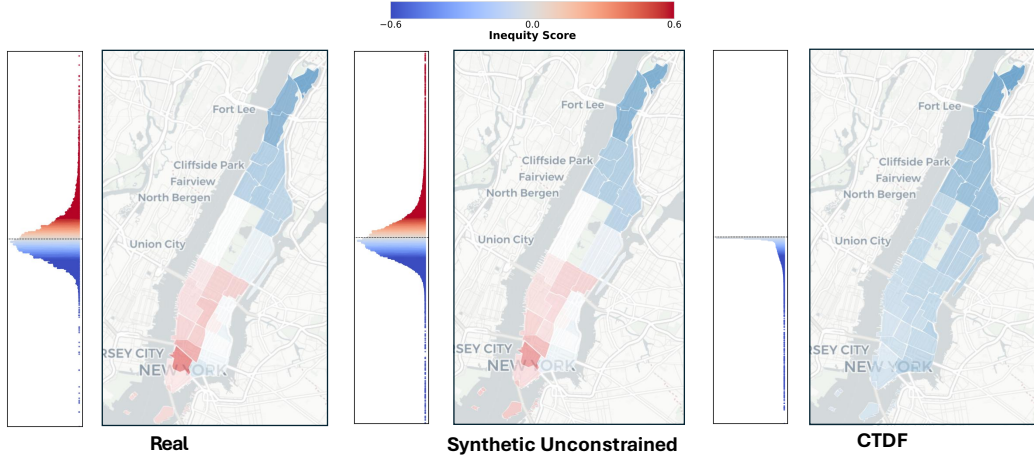 −0.6 0.0 0.6
Inequity Score
Fort Lee
Cliffside Park
Fairview
North Bergen
Union City
RSEY CITY
NEW YORK
Fort Lee
Cliffside Park
Fairview
North Bergen
Union City
SEY CITY
NEW YORK
Fort Lee
Cliffside Park
Fairview
North Bergen
Union City
RSEY CITY
NEW YORK
Real
Synthetic Unconstrained
CTDF